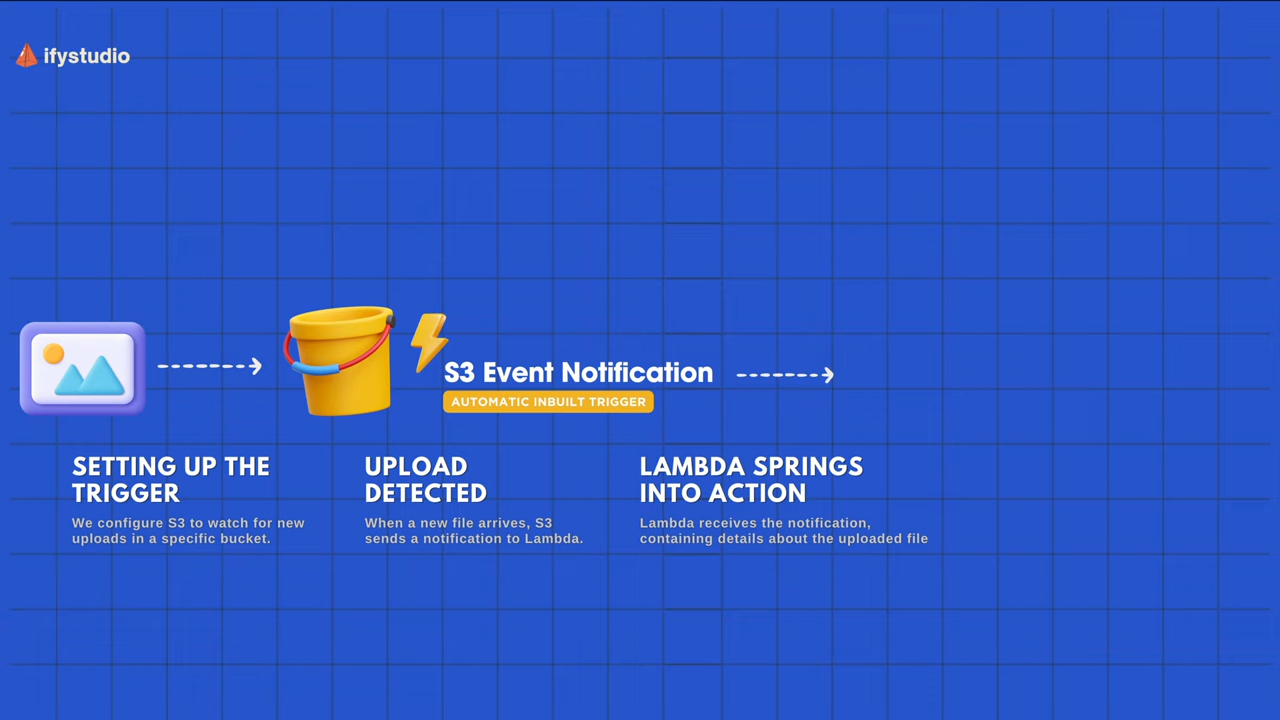 ifystudio
S3 Event Notification
AUTOMATIC INBUILT TRIGGER
SETTING UP THE
TRIGGER
We configure S3 to watch for new
uploads in a specific bucket.
UPLOAD
DETECTED
When a new file arrives, S3
sends a notification to Lambda.
LAMBDA SPRINGS
INTO ACTION
Lambda receives the notification,
containing details about the uploaded file